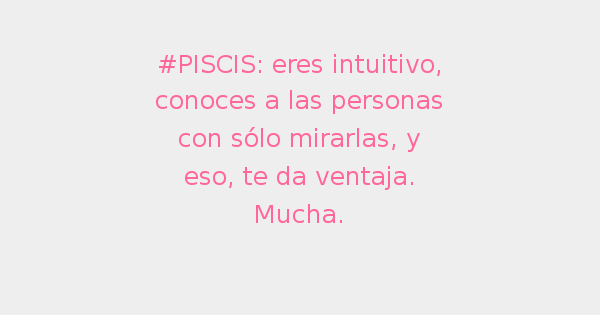 #PISCIS: eres intuitivo,
conoces a las personas
con sólo mirarlas, y
eso, te da ventaja.
Mucha.